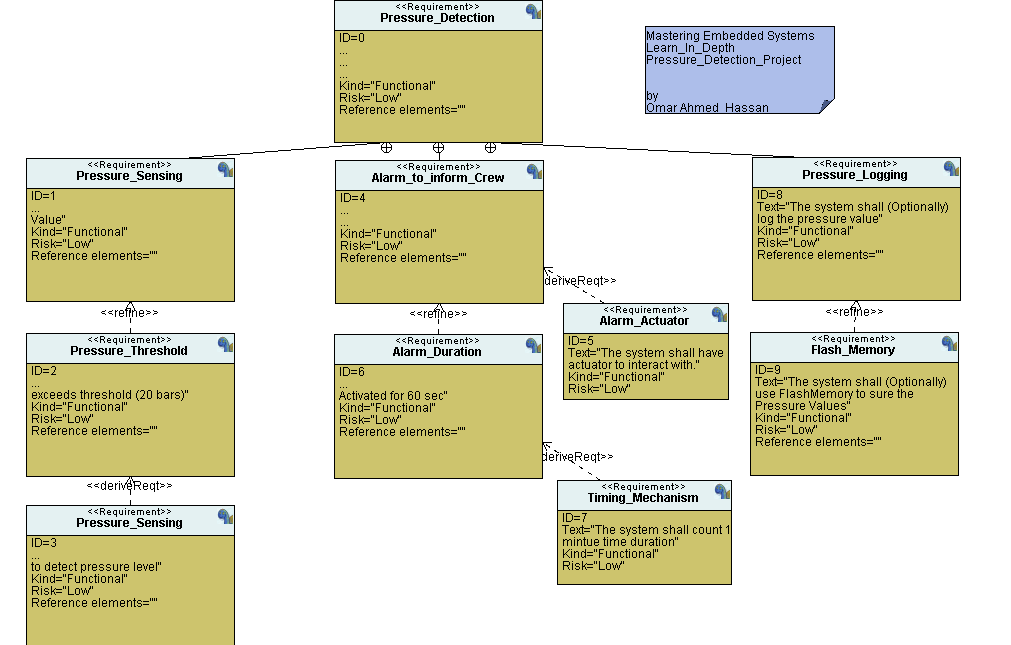 <<Requirement>>
Pressure_Detection
ID=0
...
...
...
Kind="Functional"
Risk="Low"
Reference elements=""
Mastering Embedded Systems
Learn_In_Depth
Pressure_Detection_Project
by
Omar Ahmed Hassan
<<Requirement>>
Pressure_Sensing
ID=1
...
Value"
Kind="Functional"
Risk="Low"
Reference elements=""
<<Requirement>>
Alarm_to_inform_Crew
ID=4
...
...
Kind="Functional"
Risk="Low"
Reference elements=""
<<Requirement>>
Pressure_Logging
ID=8
Text="The system shall (Optionally)
log the pressure value"
Kind="Functional"
Risk="Low"
Reference elements=""
<<refine>>
<<refine>>
deriveReqt>>
<<refine>>
<<Requirement>>
Pressure_Threshold
ID=2
...
exceeds threshold (20 bars)"
Kind="Functional"
Risk="Low"
Reference elements=""
<<Requirement>>
Alarm_Duration
ID=6
...
Activated for 60 sec"
Kind="Functional"
Risk="Low"
Reference elements=""
<<Requirement>>
Alarm_Actuator
ID=5
Text="The system shall have
actuator to interact with."
Kind="Functional"
Risk="Low"
<<Requirement>>
Flash_Memory
ID=9
Text="The system shall (Optionally)
use FlashMemory to sure the
Pressure Values"
Kind="Functional"
Risk="Low"
Reference elements=""
<<deriveReqt>>
deriveReqt>>
<<Requirement>>
Pressure_Sensing
ID=3
...
to detect pressure level"
Kind="Functional"
Risk="Low"
Reference elements=""
<<Requirement>>
Timing_Mechanism
ID=7
Text="The system shall count 1
mintue time duration"
Kind="Functional"
Risk="Low"